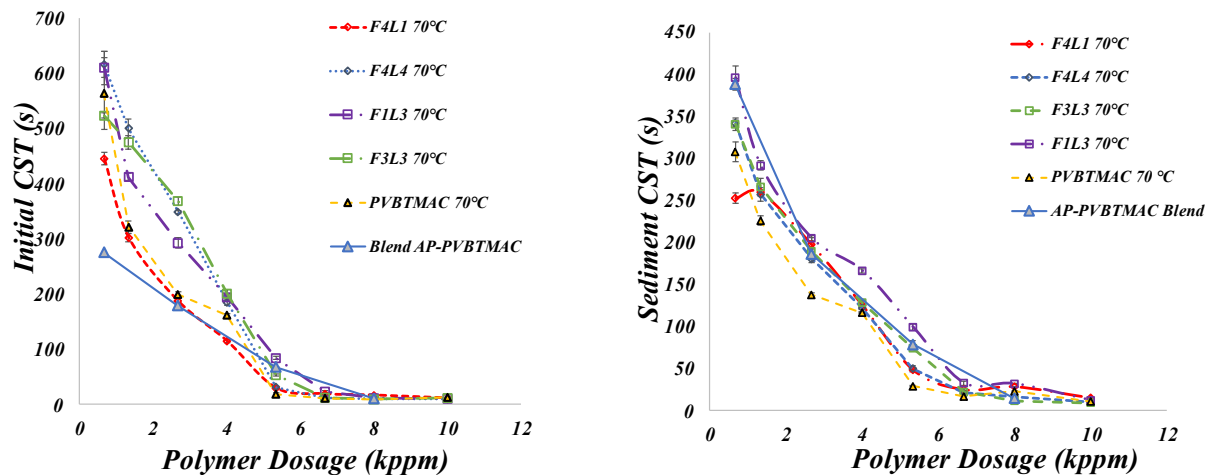 700
600
500
400
300
200
100
0
Initial CST (s)
0 2 4 6 8 10 12
Polymer Dosage (kppm)
F4L1 70°C
F4L4 70°C
F1L3 70°C
F3L3 70°C
PVBTMAC 70°C
Blend AP-PVBTMAC
450
400
350
300
250
200
150
100
50
0
Sediment CST (s)
0 2 4 6 8 10 12
Polymer Dosage (kppm)
F4L1 70°C
F4L4 70°C
F3L3 70°C
F1L3 70°C
PVBTMAC 70 °C
AP-PVBTMAC Blend